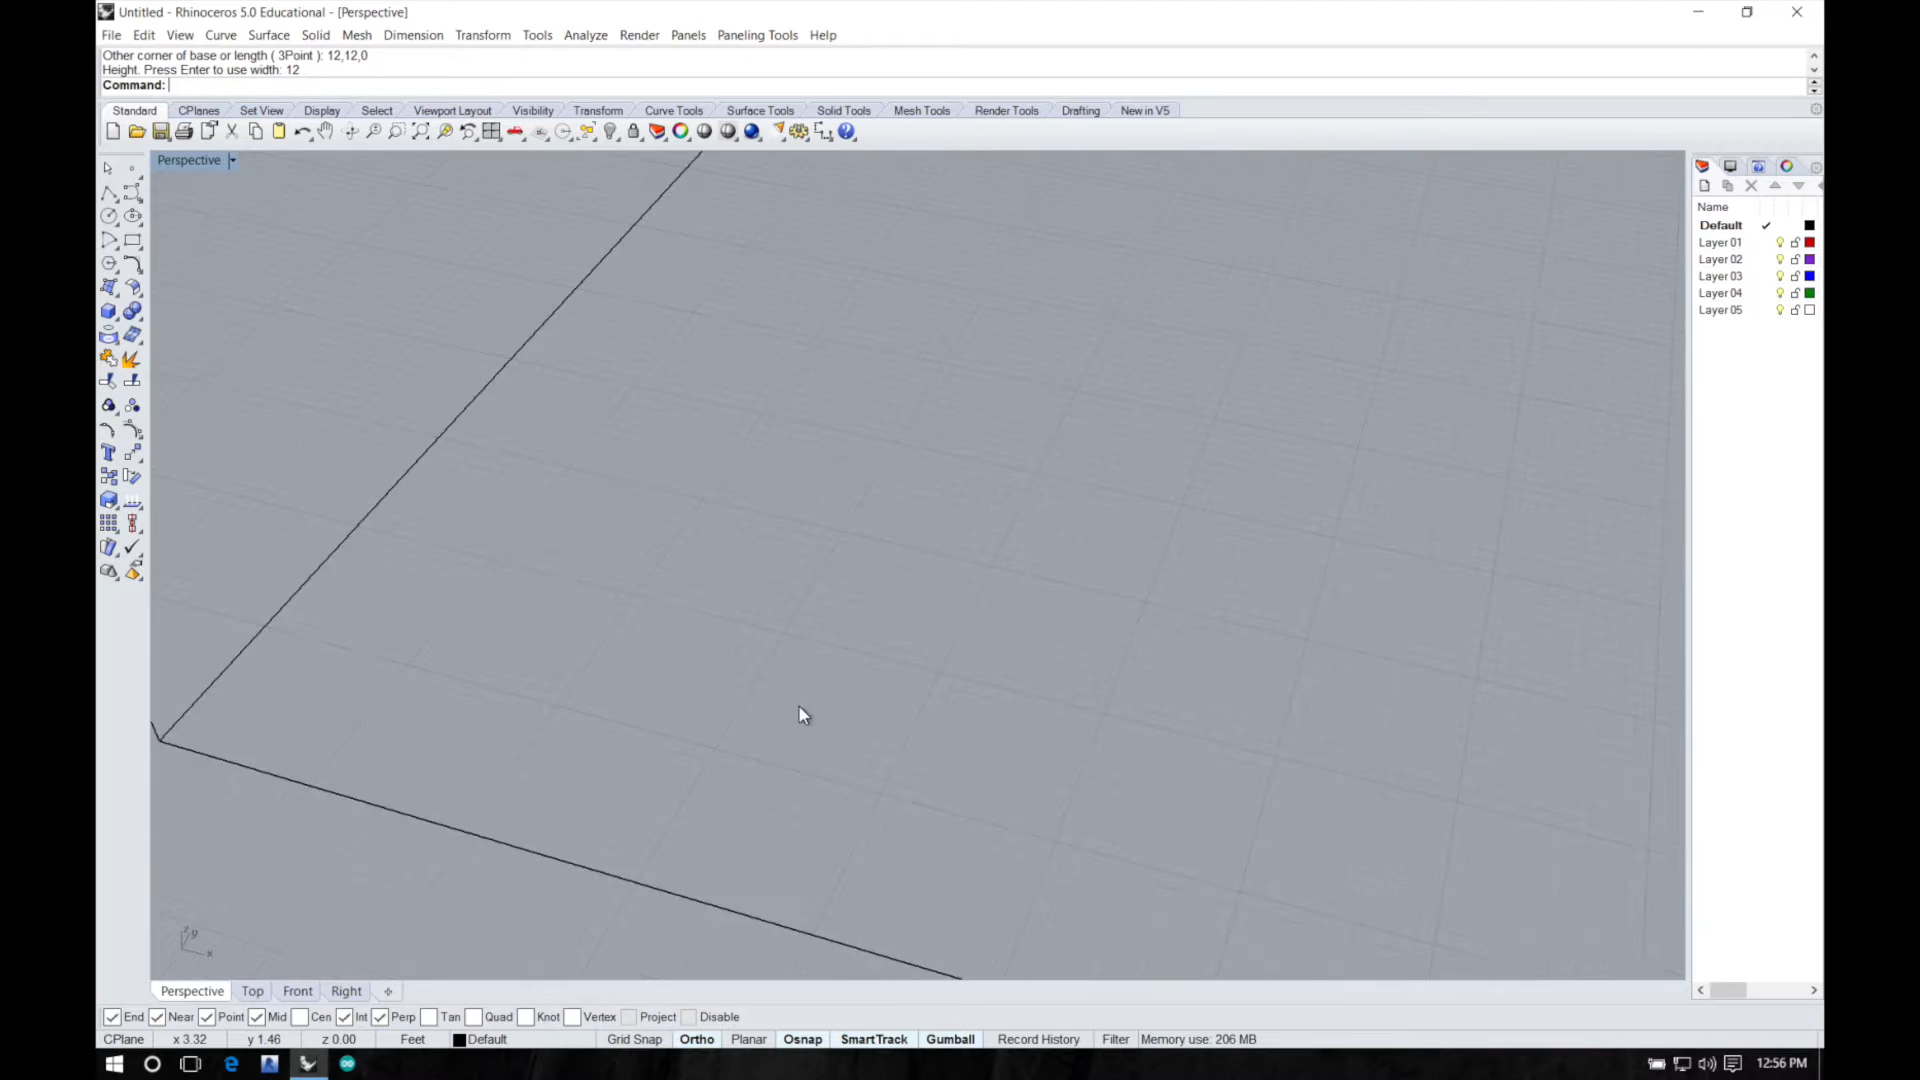 Untitled - Rhinoceros 5.0 Educational - [Perspective]
File Edit View Curve Surface Solid Mesh Dimension Transform Tools Analyze Render Panels Paneling Tools Help
Other corner of base or length ( 3Point ): 12,12,0
Height. Press Enter to use width: 12
Command:
Standard CPlanes Set View Display Select Viewport Layout Visibility Transform Curve Tools Surface Tools Solid Tools Mesh Tools Render Tools Drafting New in V5
Perspective
Name
Default
Layer 01
Layer 02
Layer 03
Layer 04
Layer 05
z y
x
Perspective Top Front Right
End Near Point Mid Cen Int Perp Tan Quad Knot Vertex Project Disable
CPlane x 3.32 y 1.46 z 0.00 Feet Default Grid Snap Ortho Planar Osnap SmartTrack Gumball Record History Filter Memory use: 206 MB
12:56 PM